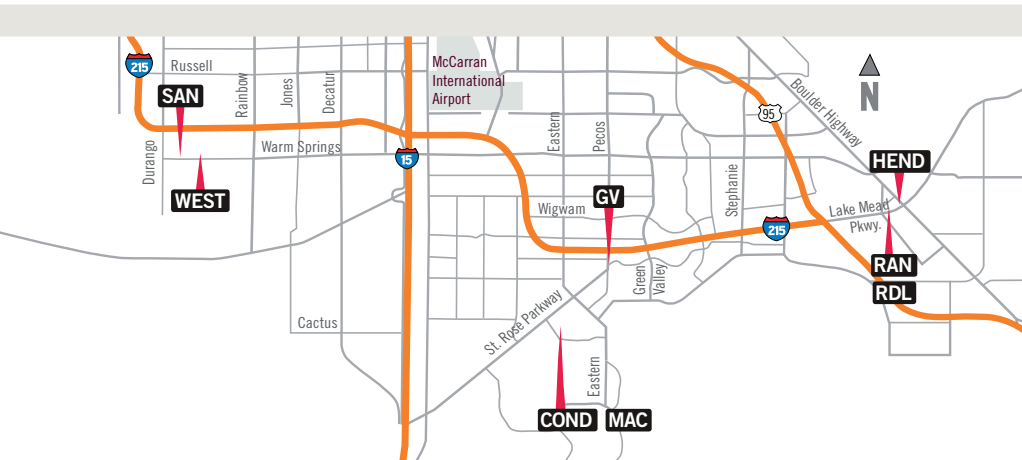 215
Russell
SAN
Rainbow
Jones
Decatur
McCarran
International
Airport
N
Boulder Highway
95
Durango
Warm Springs
15
Eastern
Pecos
HEND
WEST
GV
Wigwam
Stephanie
Lake Mead
Pkwy.
215
RAN
RDL
Green
Valley
Cactus
St. Rose Parkway
Eastern
COND
MAC